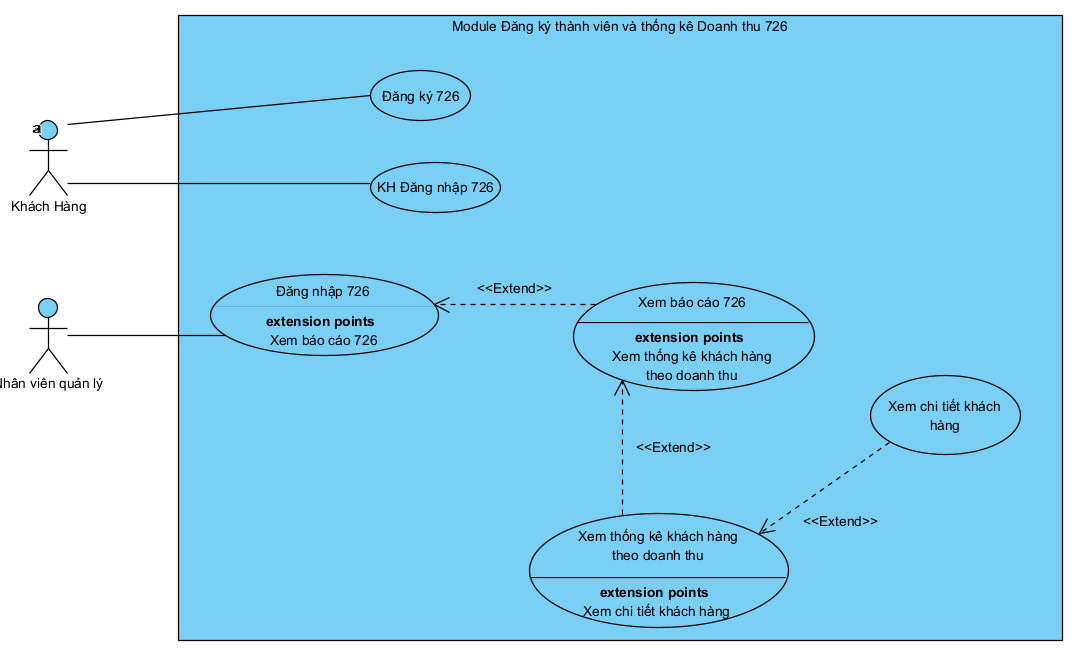 Module Đăng ký thành viên và thống kê Doanh thu 726
Đăng ký 726
a
Khách Hàng
KH Đăng nhập 726
Đăng nhập 726
extension points
Xem báo cáo 726
<<Extend>>
Xem báo cáo 726
extension points
Xem thống kê khách hàng
theo doanh thu
Nhân viên quản lý
Xem chi tiết khách
hàng
<<Extend>>
<<Extend>>
Xem thống kê khách hàng
theo doanh thu
extension points
Xem chi tiết khách hàng